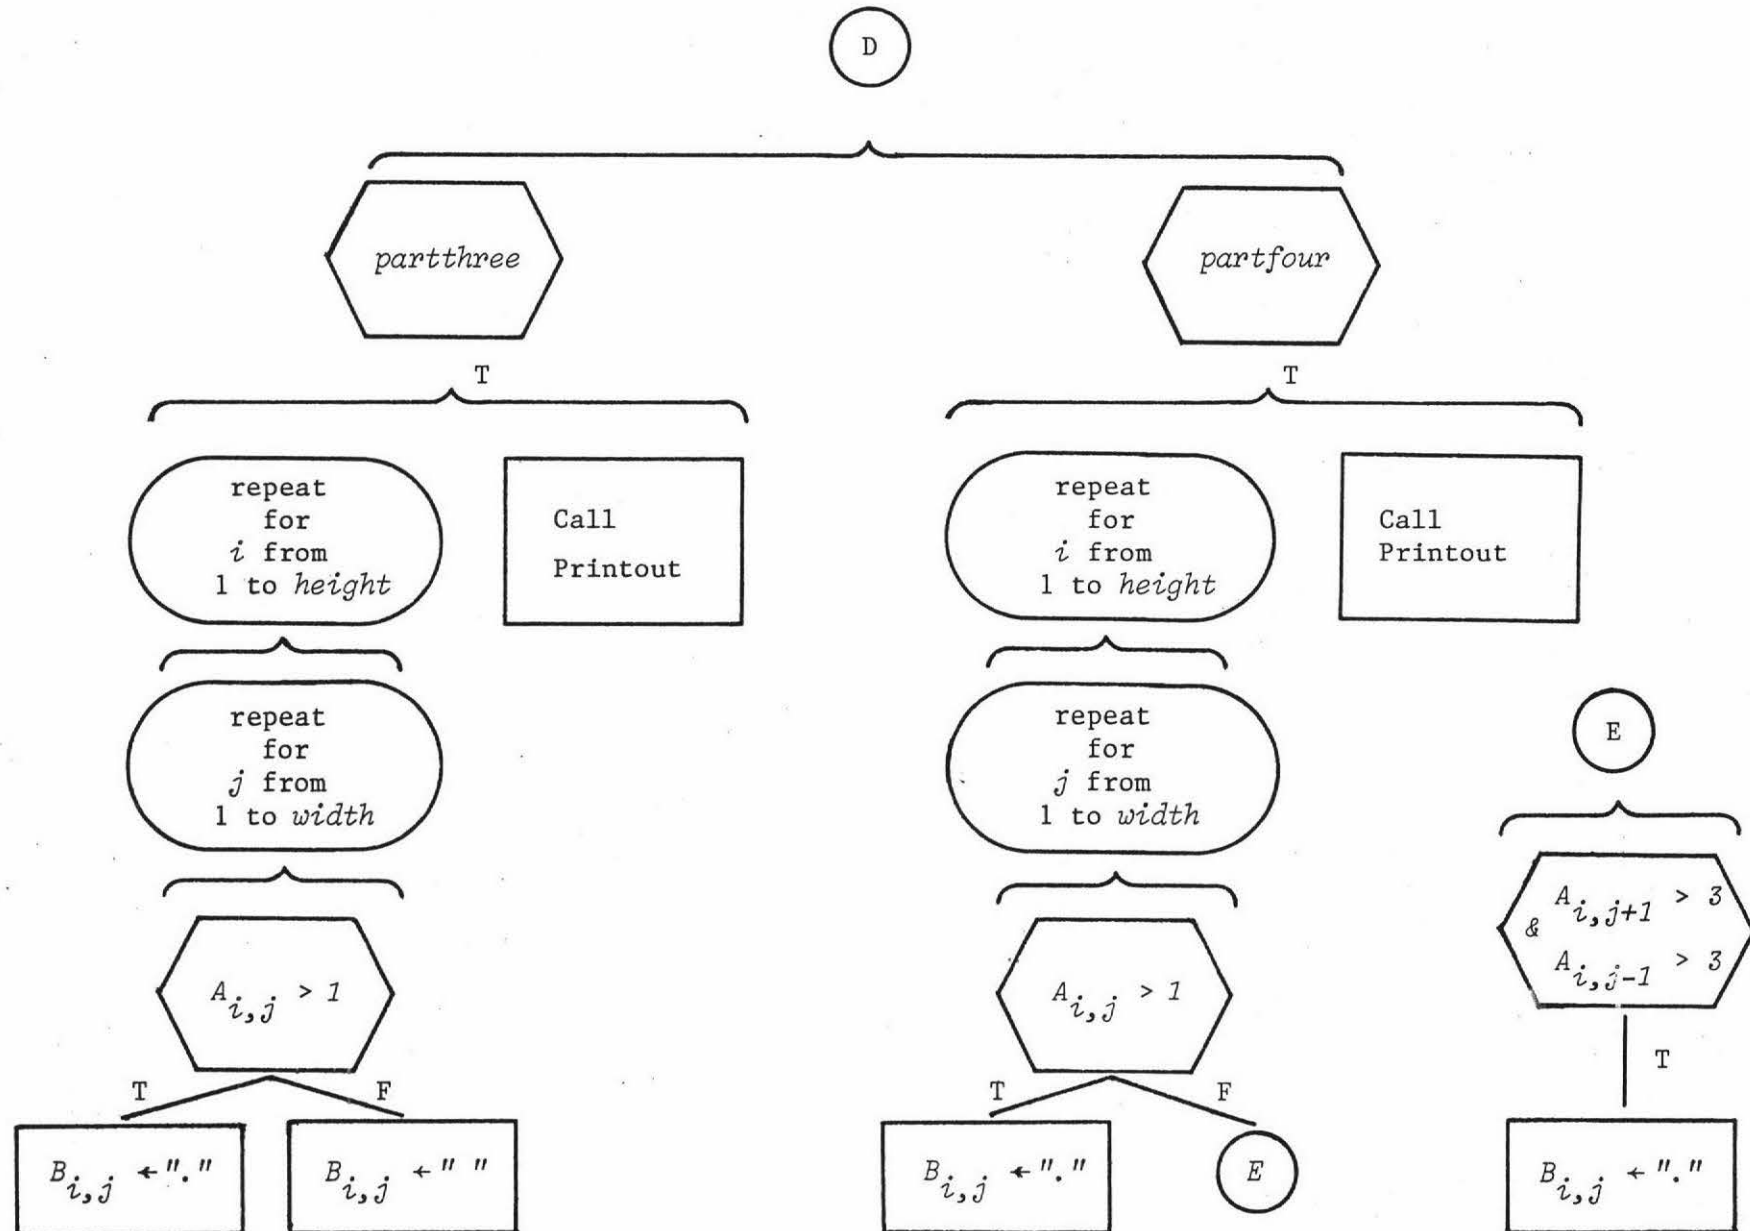 D
partthree
partfour
T
T
repeat
for
i from
1 to height
Call
Printout
repeat
for
i from
1 to height
Call
Printout
repeat
for
j from
1 to width
repeat
for
j from
1 to width
E
A i,j > 1
A i,j > 1
& A i,j+1 > 3
A i,j-1 > 3
T
F
T
F
T
B i,j ← "."
B i,j ← " "
B i,j ← "."
E
B i,j ← "."